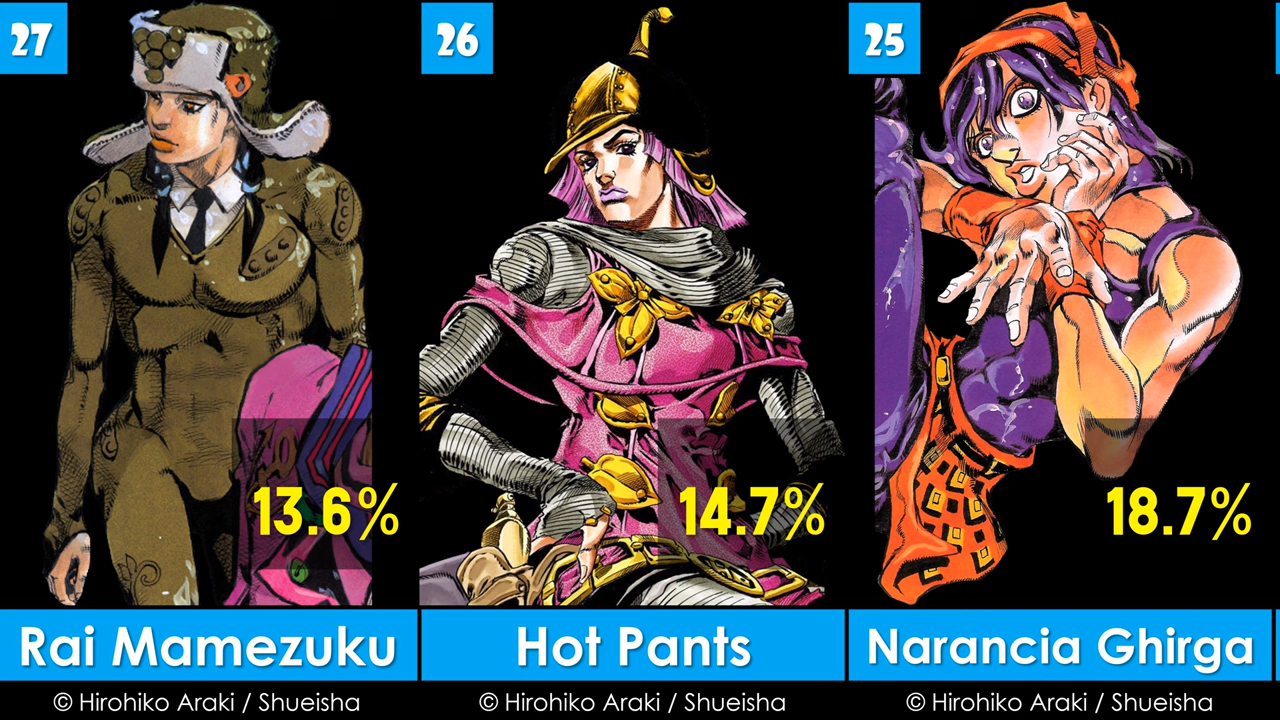 27
26
25
13.6%
14.7%
18.7%
Rai Mamezuku
Hot Pants
Narancia Ghirga
© Hirohiko Araki / Shueisha
© Hirohiko Araki / Shueisha
© Hirohiko Araki / Shueisha